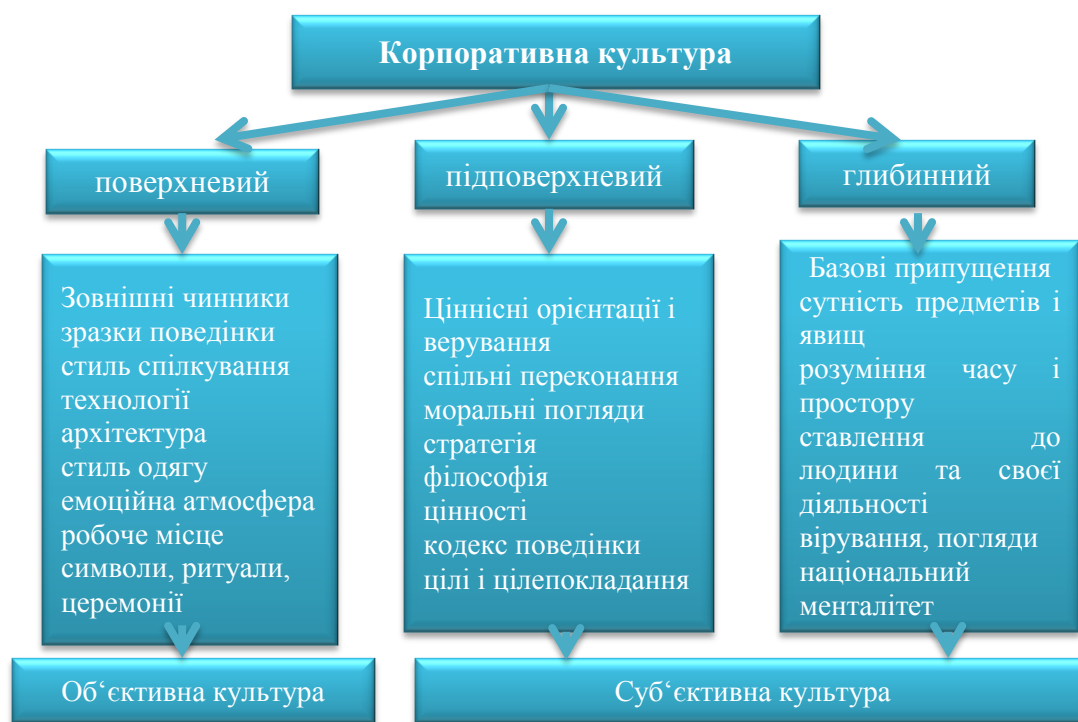 Корпоративна культура
поверхневий
підповерхневий
глибинний
Зовнішні чинники
зразки поведінки
стиль спілкування
технології
архітектура
стиль одягу
емоційна атмосфера
робоче місце
символи, ритуали,
церемонії
Ціннісні орієнтації і
верування
спільні переконання
моральні погляди
стратегія
філософія
цінності
кодекс поведінки
цілі і цілепокладання
Базові припущення
сутність предметів і
явищ
розуміння часу і
простору
ставлення до
людини та своєї
діяльності
вірування, погляди
національний
менталітет
Об‘єктивна культура
Суб‘єктивна культура